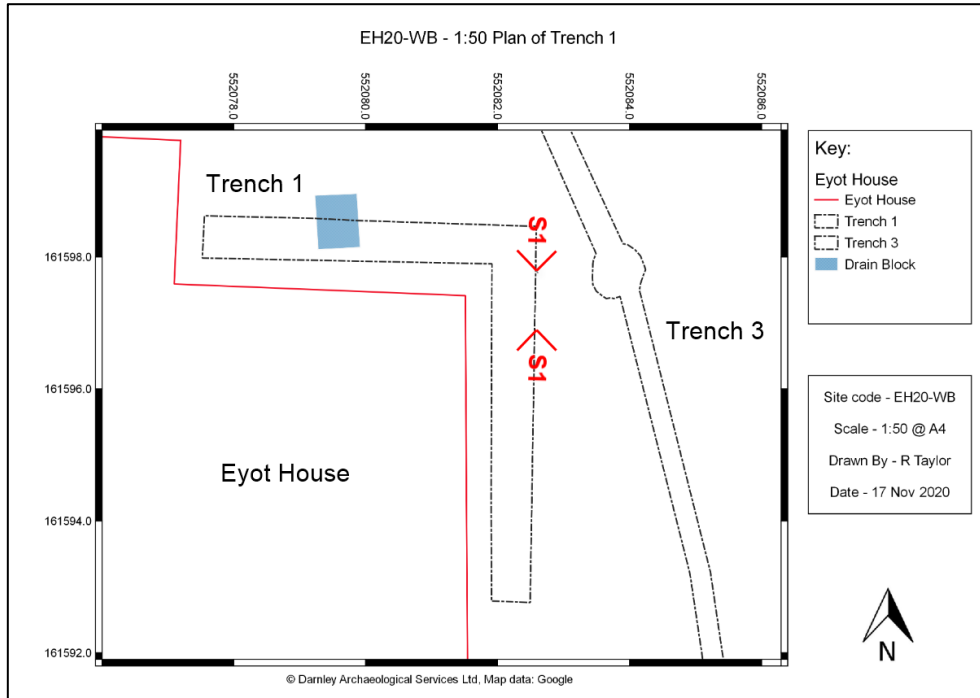 EH20-WB - 1:50 Plan of Trench 1
552078.0
552080.0
552082.0
552084.0
552086.0
161598.0
161596.0
161594.0
161592.0
Trench 1
S1
S1
Trench 3
Eyot House
Key:
Eyot House
Eyot House
Trench 1
Trench 3
Drain Block
Site code - EH20-WB
Scale - 1:50 @ A4
Drawn By - R Taylor
Date - 17 Nov 2020
N
© Darnley Archaeological Services Ltd, Map data: Google